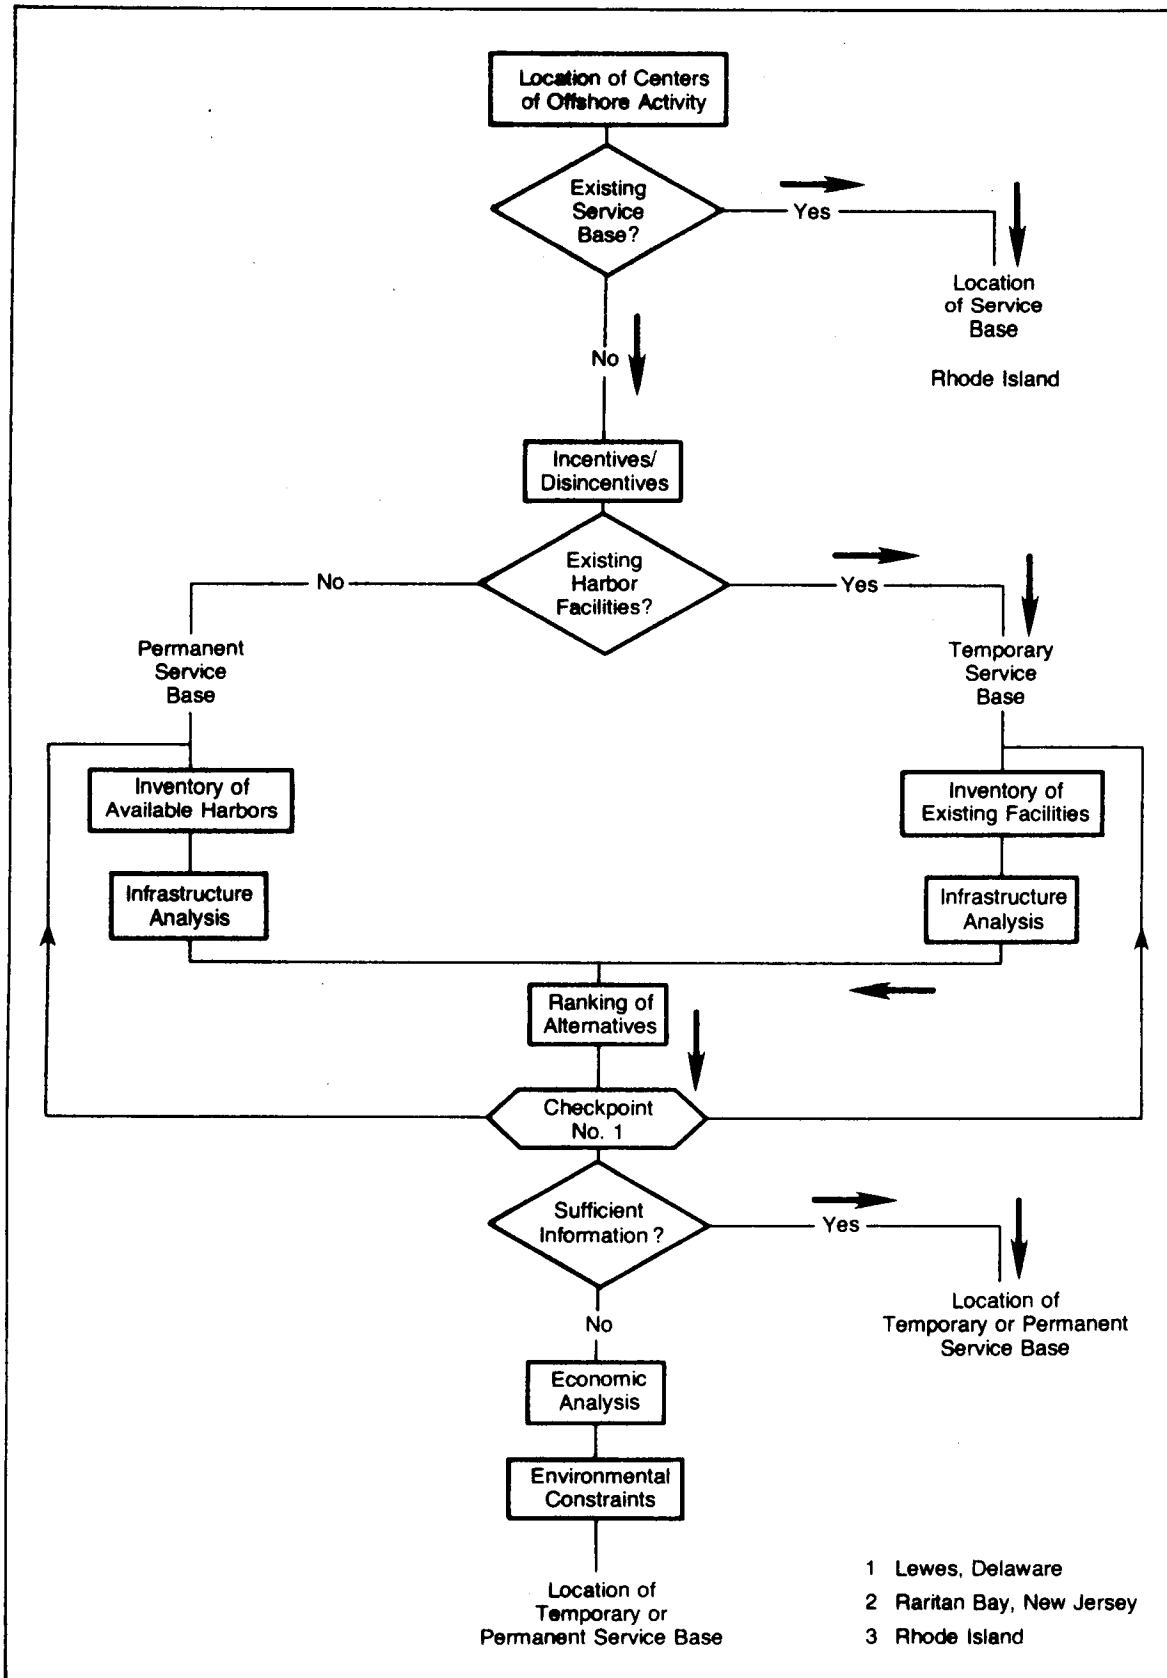 Location of Centers
of Offshore Activity
Existing
Service
Base?
Yes
Location
of Service
Base
Rhode Island
No
Incentives/
Disincentives
Existing
Harbor
Facilities?
No
Yes
Permanent
Service
Base
Temporary
Service
Base
Inventory of
Available Harbors
Inventory of
Existing Facilities
Infrastructure
Analysis
Infrastructure
Analysis
Ranking of
Alternatives
Checkpoint
No. 1
Sufficient
Information?
Yes
Location of
Temporary or Permanent
Service Base
No
Economic
Analysis
Environmental
Constraints
Location of
Temporary or
Permanent Service Base
1 Lewes, Delaware
2 Raritan Bay, New Jersey
3 Rhode Island